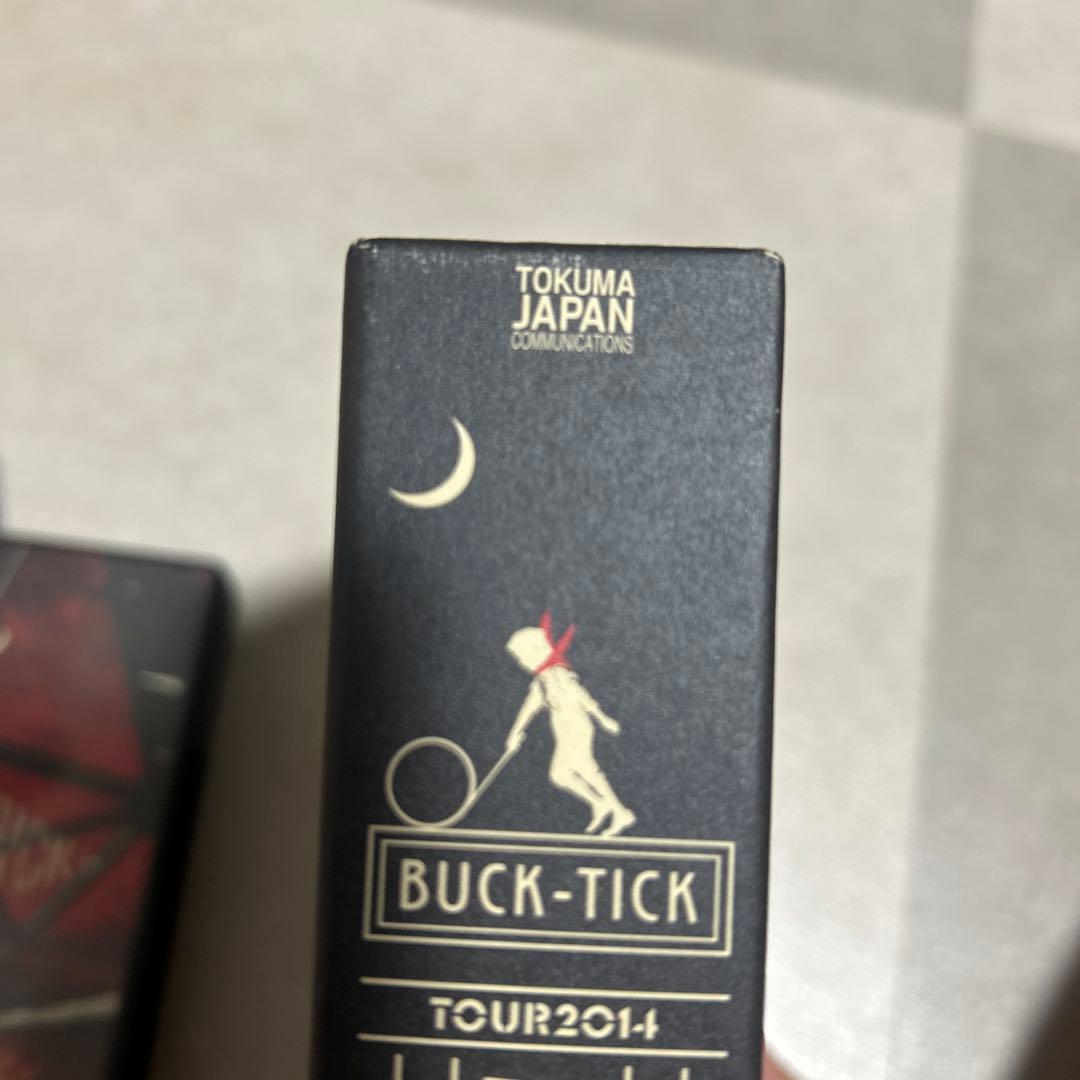 TOKUMA
JAPAN
COMMUNICATIONS
BUCK-TICK
TOUR2014